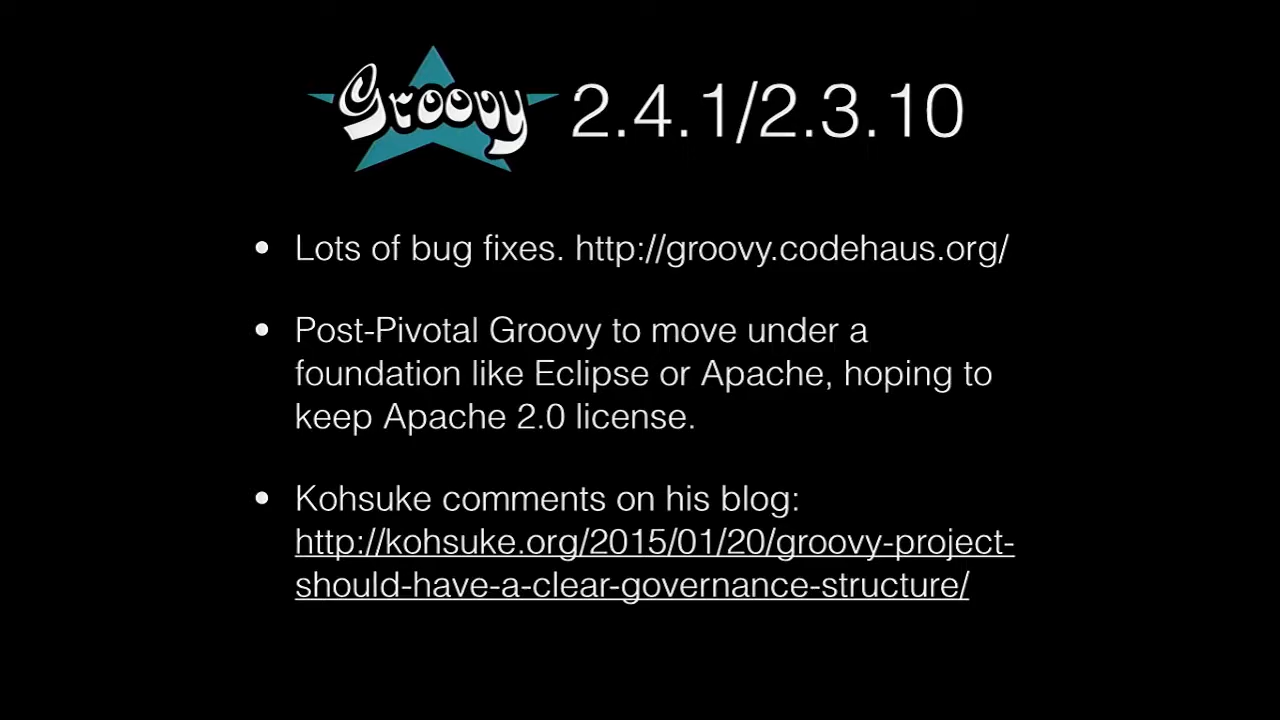 Groovy 2.4.1/2.3.10
• Lots of bug fixes. http://groovy.codehaus.org/
• Post-Pivotal Groovy to move under a
foundation like Eclipse or Apache, hoping to
keep Apache 2.0 license.
• Kohsuke comments on his blog:
http://kohsuke.org/2015/01/20/groovy-project-
should-have-a-clear-governance-structure/